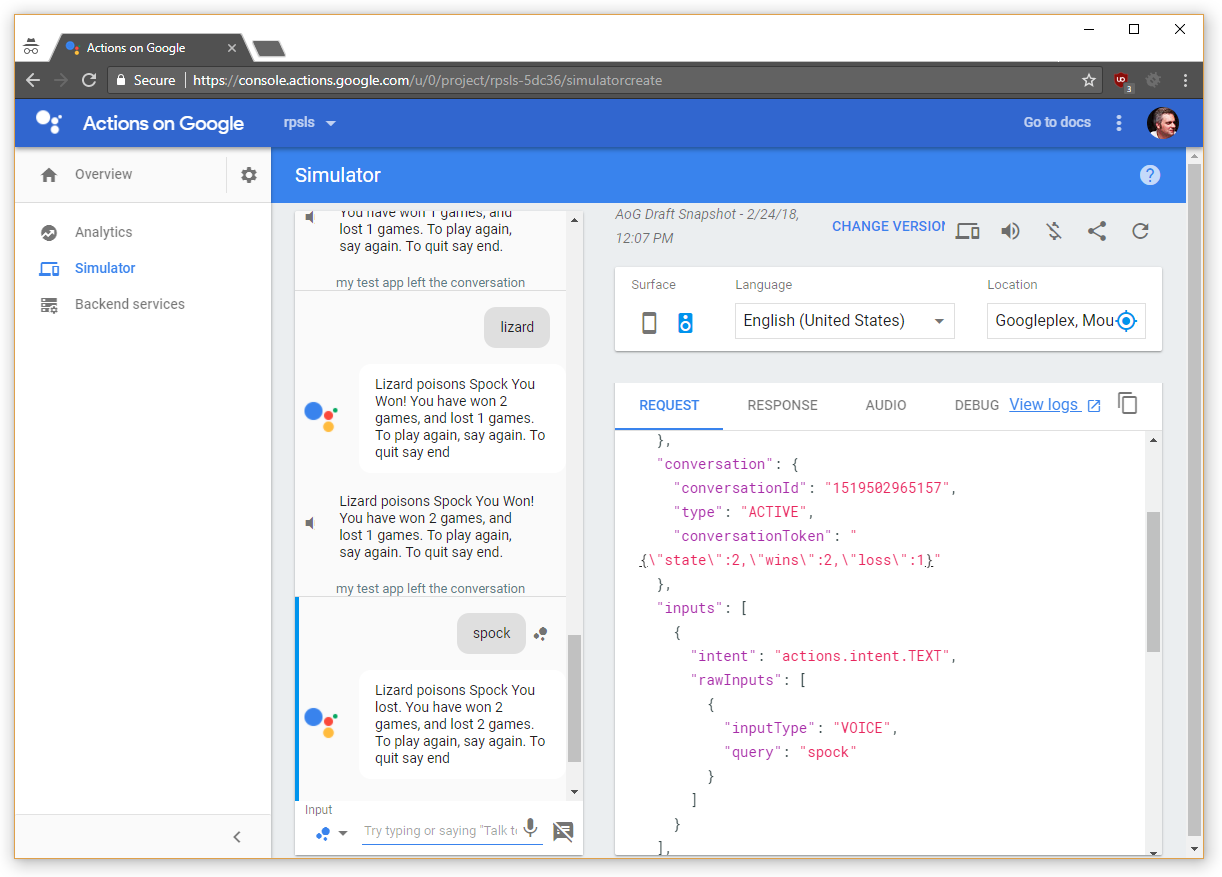 Actions on Google
Secure
https://console.actions.google.com/u/0/project/rpsls-5dc36/simulatorcreate
3
Actions on Google
rpsls
Go to docs
Overview
Simulator
Analytics
Simulator
Backend services
You have won 1 games, and
lost 1 games. To play again,
say again. To quit say end.
my test app left the conversation
lizard
Lizard poisons Spock You
Won! You have won 2
games, and lost 1 games.
To play again, say again. To
quit say end
Lizard poisons Spock You Won!
You have won 2 games, and
lost 1 games. To play again,
say again. To quit say end.
my test app left the conversation
spock
Lizard poisons Spock You
lost. You have won 2
games, and lost 2 games.
To play again, say again. To
quit say end
Input
Try typing or saying "Talk to
AoG Draft Snapshot - 2/24/18,
12:07 PM
CHANGE VERSION
Surface
Language
Location
English (United States)
Googleplex, Mou
REQUEST
RESPONSE
AUDIO
DEBUG
View logs
},
"conversation": {
"conversationId": "1519502965157",
"type": "ACTIVE",
"conversationToken": "
{\"state\":2,\"wins\":2,\"loss\":1}"
},
"inputs": [
{
"intent": "actions.intent.TEXT",
"rawInputs": [
{
"inputType": "VOICE",
"query": "spock"
}
]
}
],